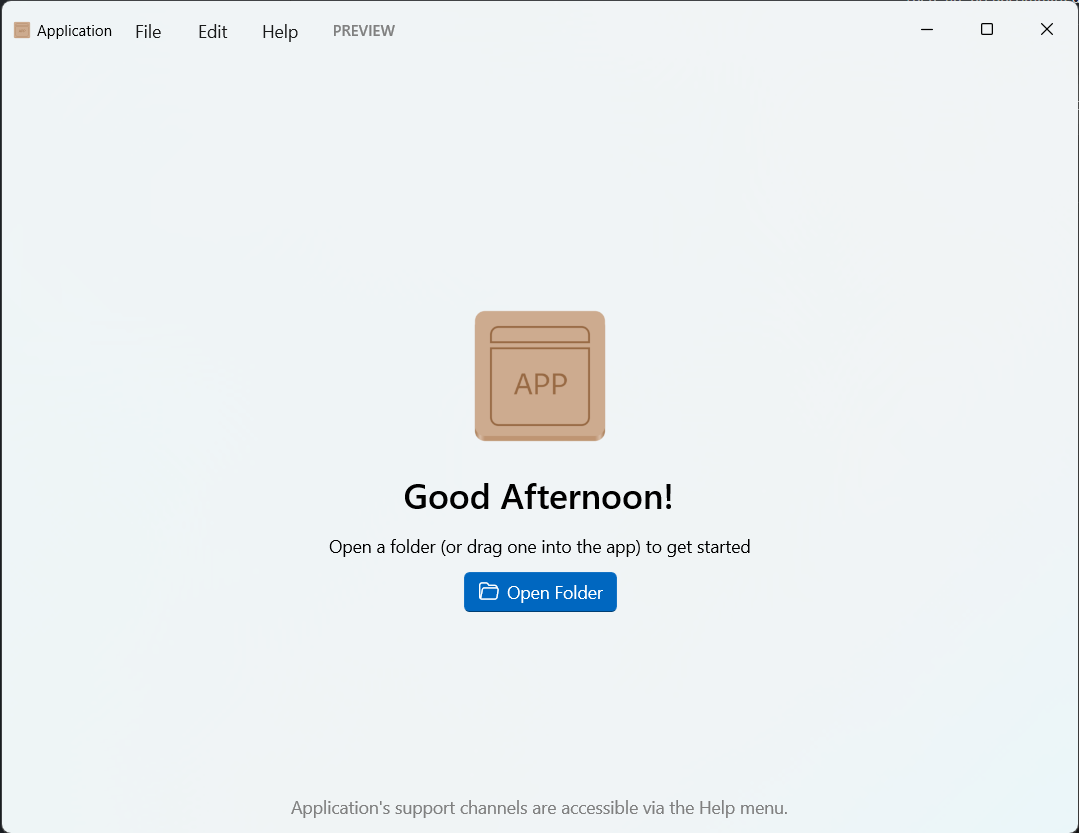 Application File Edit Help PREVIEW
APP
Good Afternoon!
Open a folder (or drag one into the app) to get started
Open Folder
Application's support channels are accessible via the Help menu.